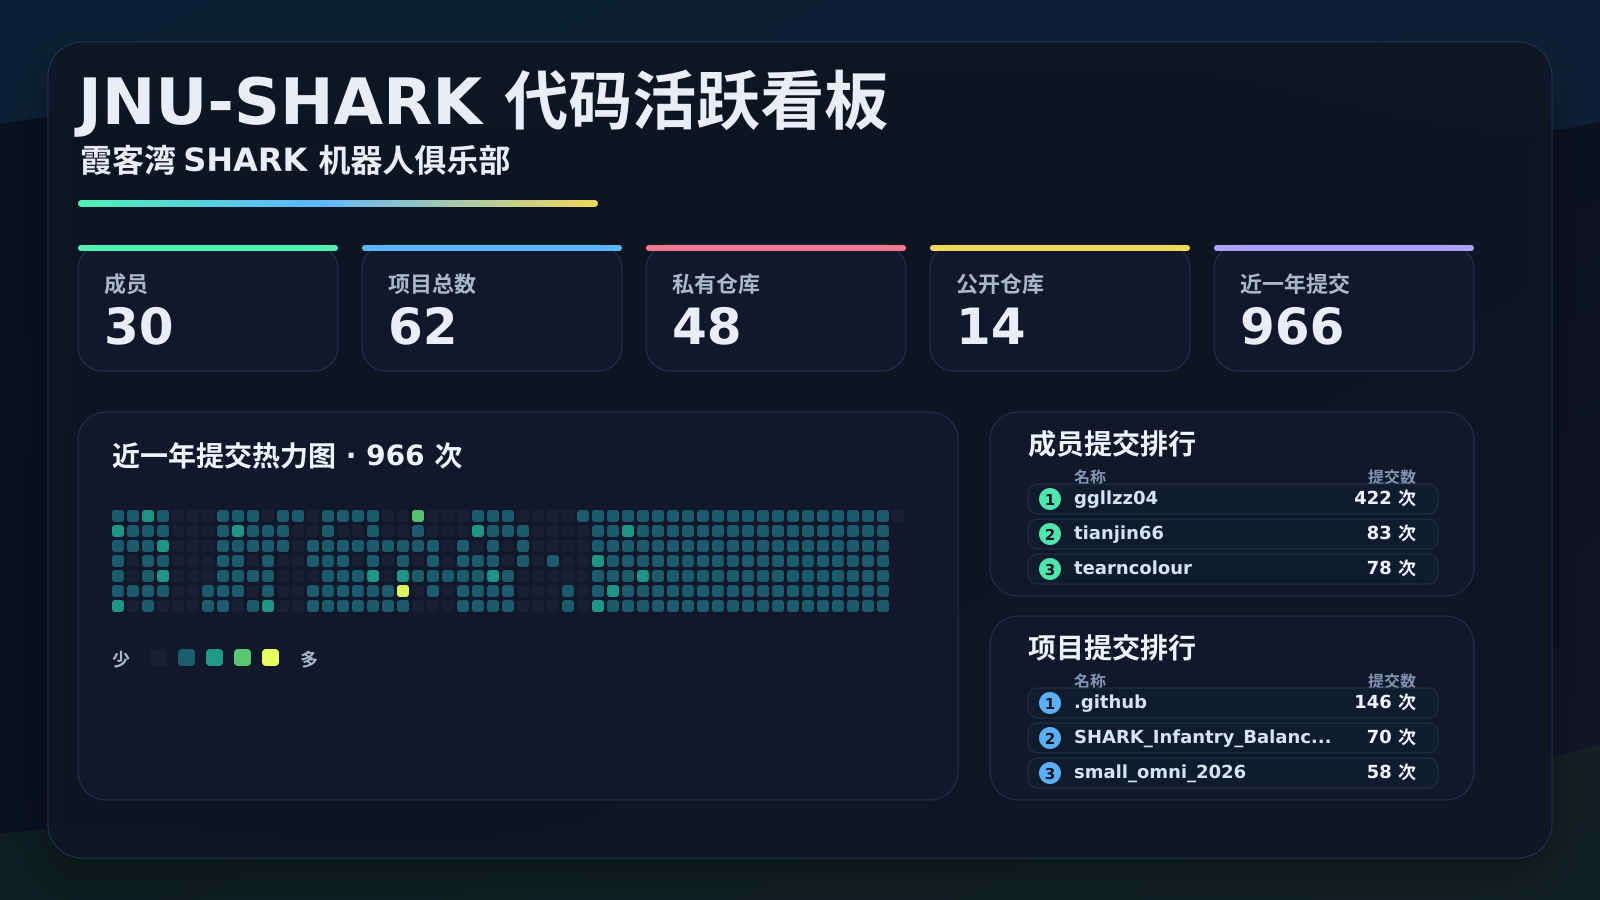 JNU-SHARK 代码活跃看板
霞客湾 SHARK 机器人俱乐部
成员
30
项目总数
62
私有仓库
48
公开仓库
14
近一年提交
966
近一年提交热力图 · 966 次
少
多
成员提交排行
名称 提交数
1 ggllzz04 422 次
2 tianjin66 83 次
3 tearncolour 78 次
项目提交排行
名称 提交数
1 .github 146 次
2 SHARK_Infantry_Balanc... 70 次
3 small_omni_2026 58 次